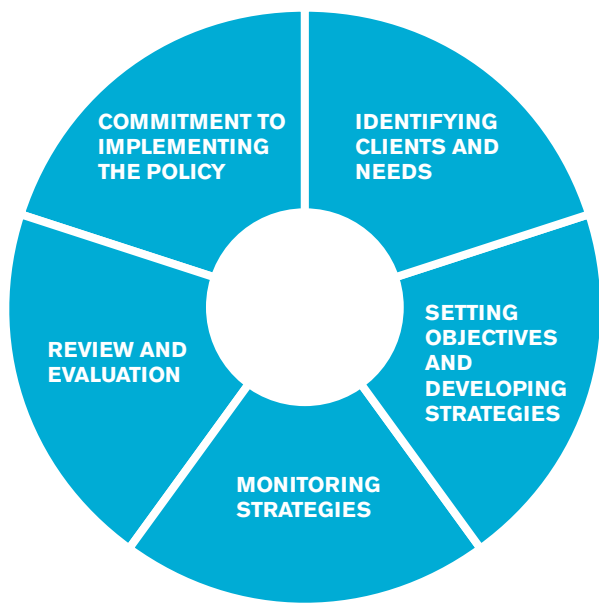 COMMITMENT TO
IMPLEMENTING
THE POLICY
IDENTIFYING
CLIENTS AND
NEEDS
SETTING
OBJECTIVES
AND
DEVELOPING
STRATEGIES
MONITORING
STRATEGIES
REVIEW AND
EVALUATION